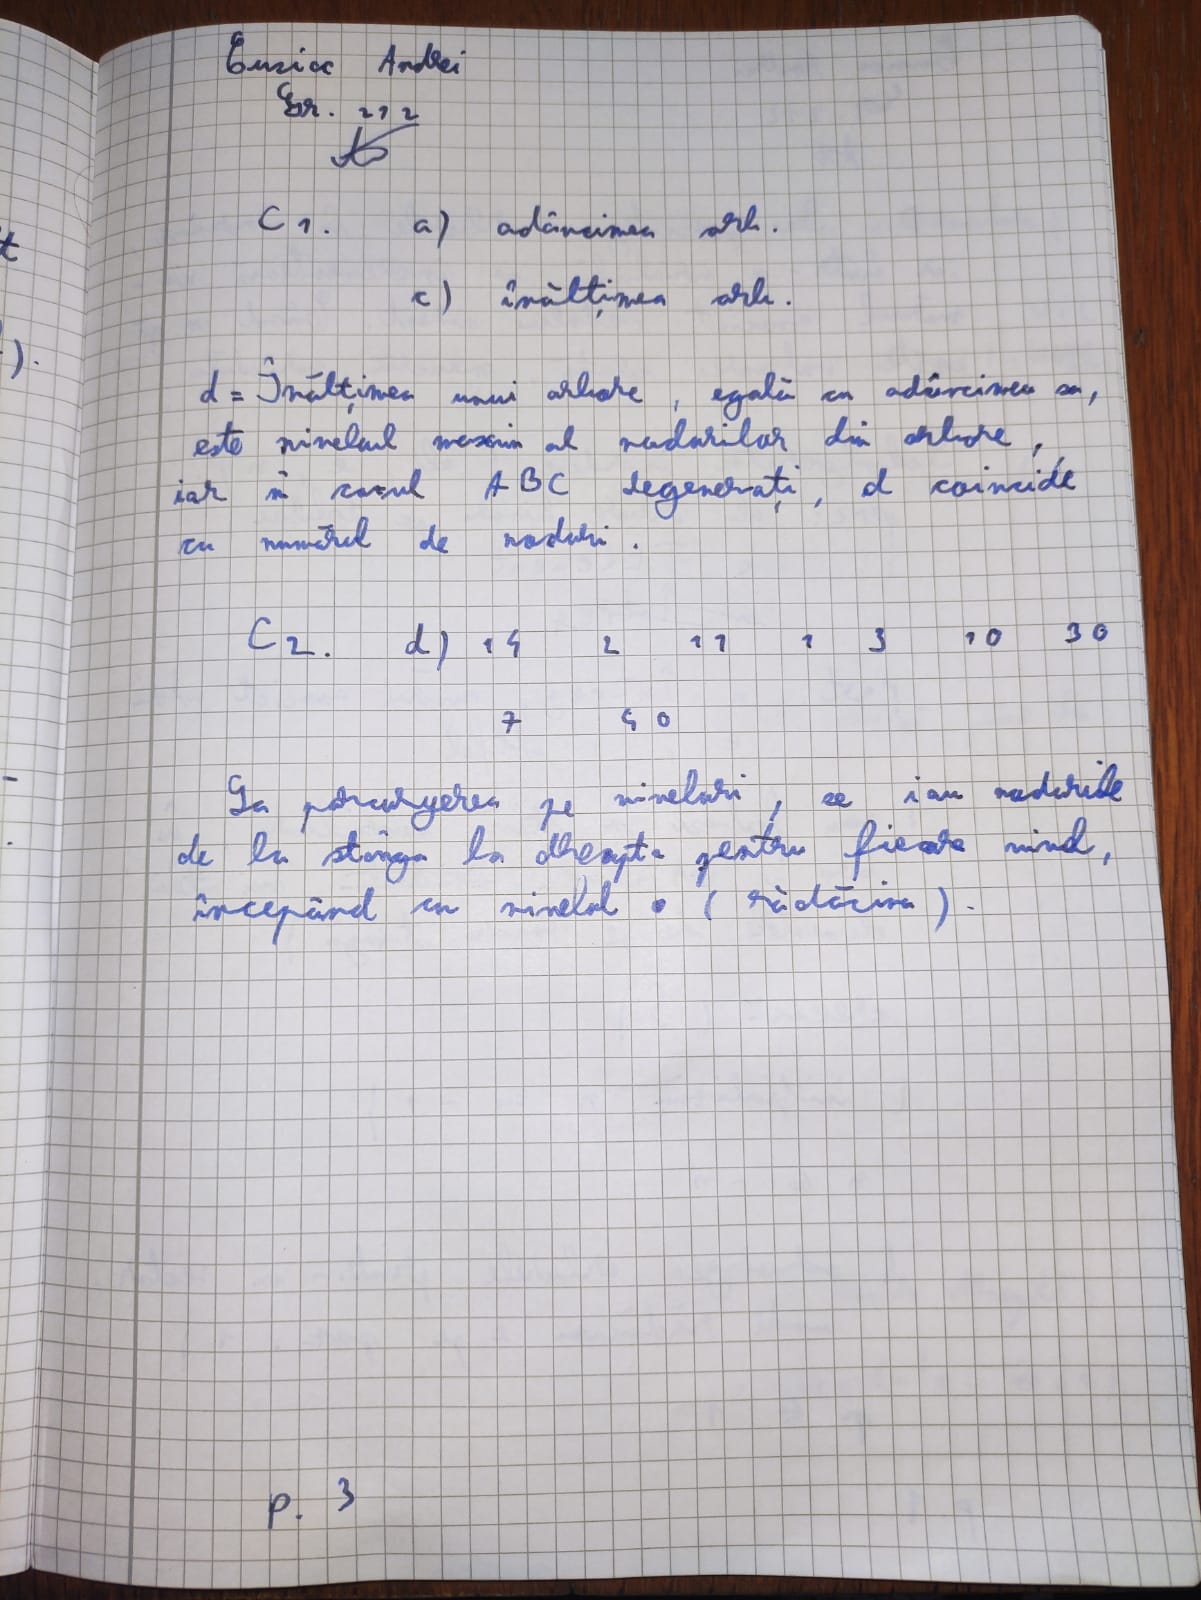 Andrei
Gr. 212
C1. a) adâncimea arb.
c) înălțimea arb.
d = Înălțimea unui arbore, egală cu adâncimea sa,
este nivelul maxim al nodurilor din arbore,
iar în cazul ABC degenerați, d coincide
cu numărul de noduri.
C2. d) 14 2 11 1 3 10 30
7 40
La parcurgerea pe niveluri, se iau nodurile
de la stânga la dreapta pentru fiecare nivel,
începând cu nivelul 0 (rădăcina).
p. 3
t
).
-
.